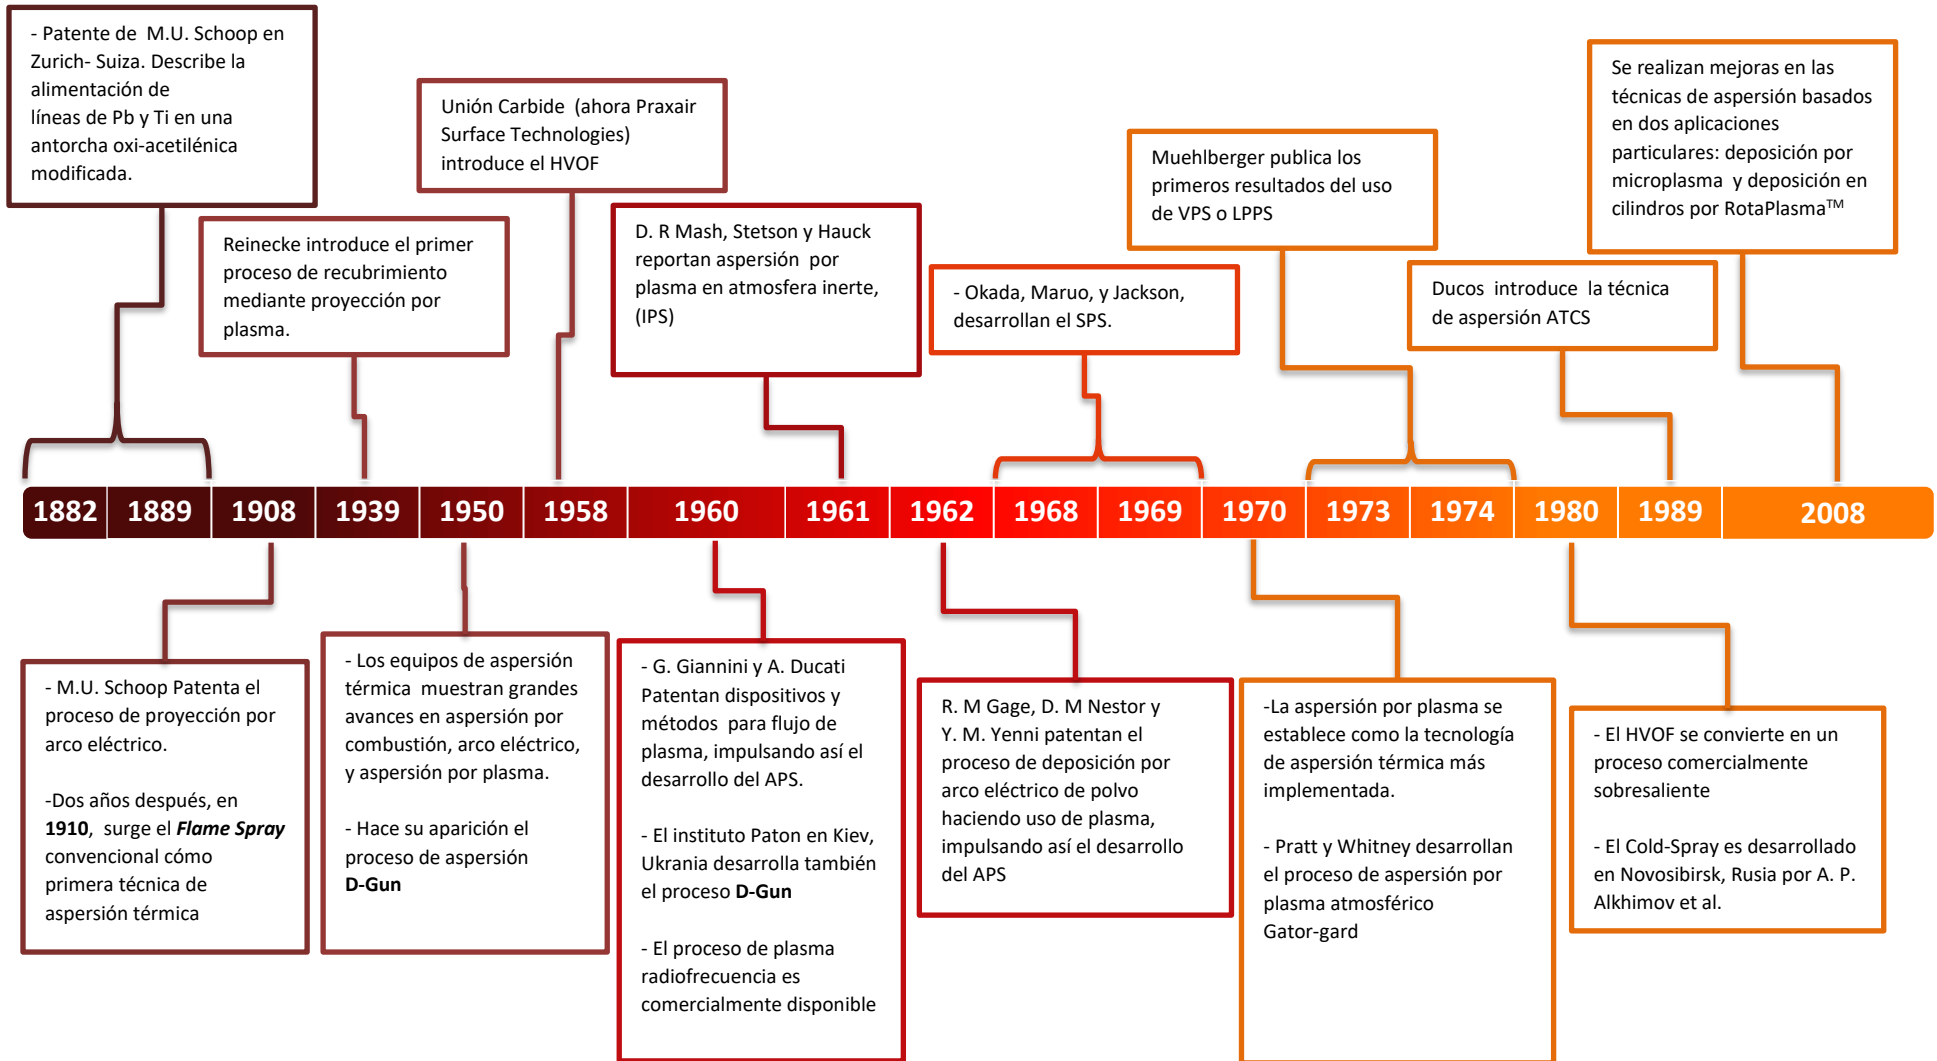 - Patente de M.U. Schoop en
Zurich- Suiza. Describe la
alimentación de
líneas de Pb y Ti en una
antorcha oxi-acetilénica
modificada.
Reinecke introduce el primer
proceso de recubrimiento
mediante proyección por
plasma.
Unión Carbide (ahora Praxair
Surface Technologies)
introduce el HVOF
D. R Mash, Stetson y Hauck
reportan aspersión por
plasma en atmosfera inerte,
(IPS)
- Okada, Maruo, y Jackson,
desarrollan el SPS.
Muehlberger publica los
primeros resultados del uso
de VPS o LPPS
Ducos introduce la técnica
de aspersión ATCS
Se realizan mejoras en las
técnicas de aspersión basados
en dos aplicaciones
particulares: deposición por
microplasma y deposición en
cilindros por RotaPlasma™
1882 1889 1908 1939 1950 1958 1960 1961 1962 1968 1969 1970 1973 1974 1980 1989 2008
- M.U. Schoop Patenta el
proceso de proyección por
arco eléctrico.
-Dos años después, en
1910, surge el Flame Spray
convencional cómo
primera técnica de
aspersión térmica
- Los equipos de aspersión
térmica muestran grandes
avances en aspersión por
combustión, arco eléctrico,
y aspersión por plasma.
- Hace su aparición el
proceso de aspersión
D-Gun
- G. Giannini y A. Ducati
Patentan dispositivos y
métodos para flujo de
plasma, impulsando así el
desarrollo del APS.
- El instituto Paton en Kiev,
Ukrania desarrolla también
el proceso D-Gun
- El proceso de plasma
radiofrecuencia es
comercialmente disponible
R. M Gage, D. M Nestor y
Y. M. Yenni patentan el
proceso de deposición por
arco eléctrico de polvo
haciendo uso de plasma,
impulsando así el desarrollo
del APS
-La aspersión por plasma se
establece como la tecnología
de aspersión térmica más
implementada.
- Pratt y Whitney desarrollan
el proceso de aspersión por
plasma atmosférico
Gator-gard
- El HVOF se convierte en un
proceso comercialmente
sobresaliente
- El Cold-Spray es desarrollado
en Novosibirsk, Rusia por A. P.
Alkhimov et al.